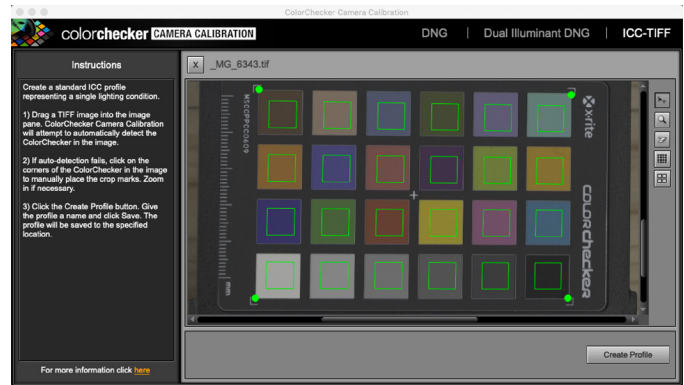 ColorChecker Camera Calibration
colorchecker CAMERA CALIBRATION
DNG | Dual Illuminant DNG | ICC-TIFF
Instructions
Create a standard ICC profile
representing a single lighting condition.
1) Drag a TIFF image into the image
pane. ColorChecker Camera Calibration
will attempt to automatically detect the
ColorChecker in the image.
2) If auto-detection fails, click on the
corners of the ColorChecker in the image
to manually place the crop marks. Zoom
in if necessary.
3) Click the Create Profile button. Give
the profile a name and click Save. The
profile will be saved to the specified
location.
For more information click here
X _MG_6343.tif
MSCCPPCC0409
mm
x-rite
colorchecker
Create Profile